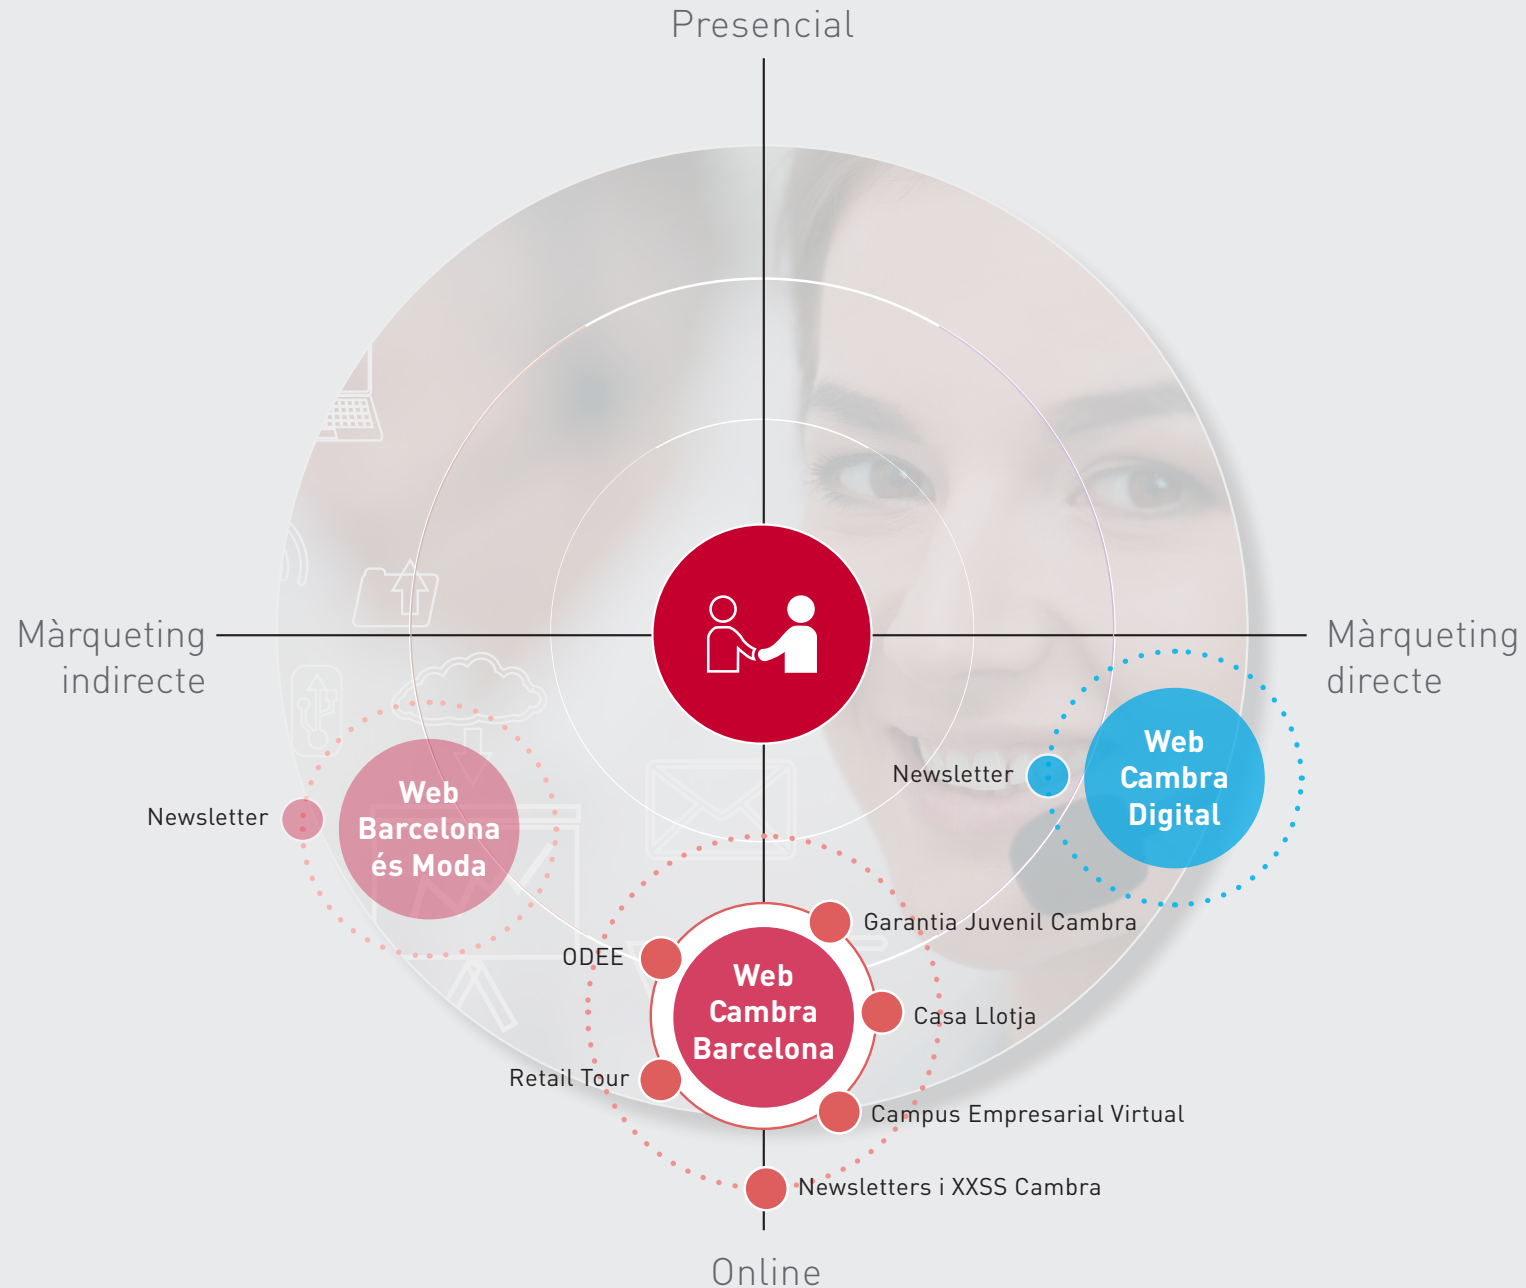 Presencial
Màrqueting
indirecte
Màrqueting
directe
Web
Cambra
Digital
Newsletter
Web
Barcelona
és Moda
Newsletter
Garantia Juvenil Cambra
ODEE
Web
Cambra
Barcelona
Casa Llotja
Retail Tour
Campus Empresarial Virtual
Newsletters i XXSS Cambra
Online